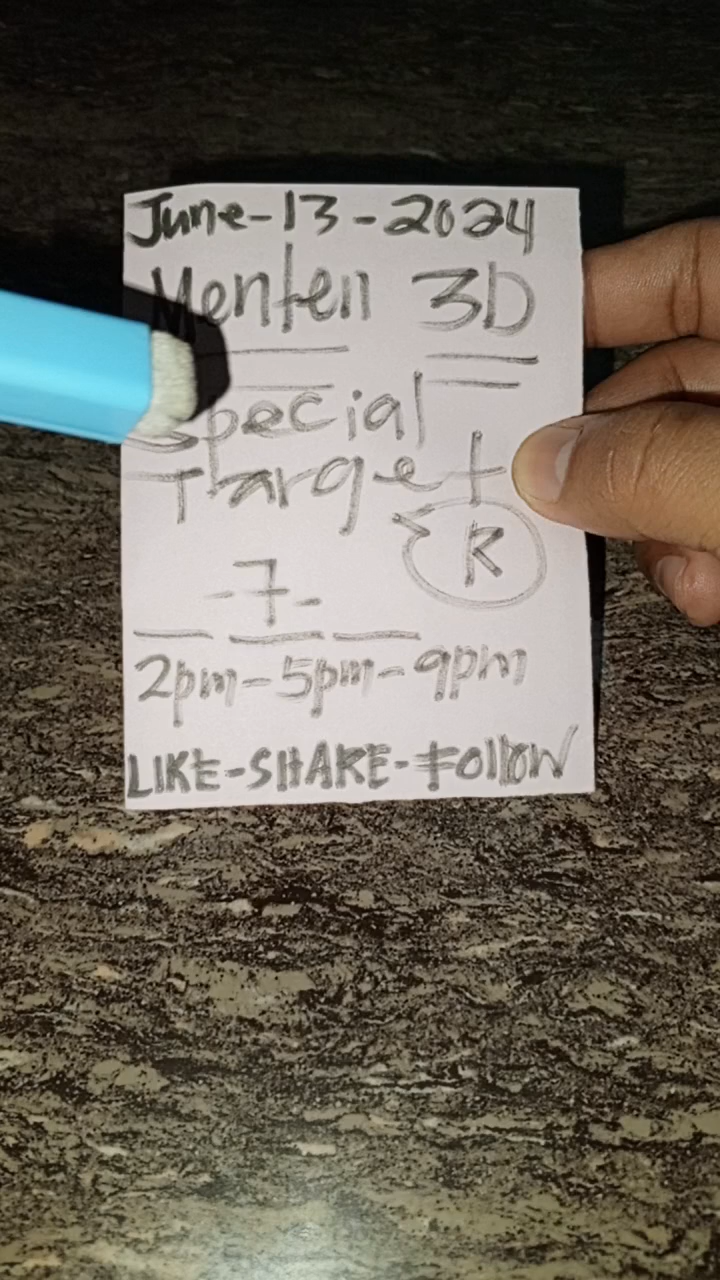 June-13-2024
Menten 3D
Special
Target
R
-7-
2pm-5pm-9pm
LIKE-SHARE-Follow